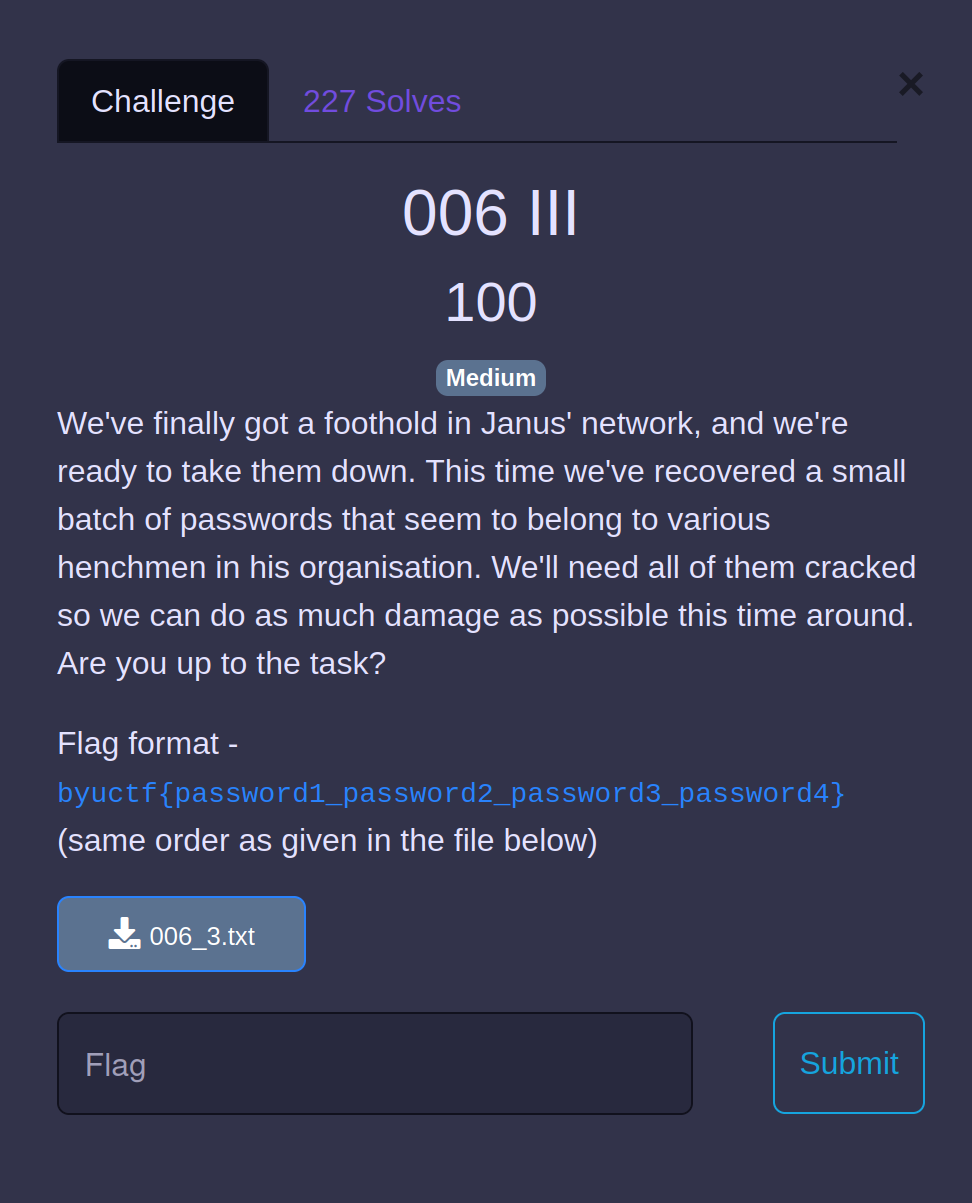 Challenge
227 Solves
×
006 III
100
Medium
We've finally got a foothold in Janus' network, and we're
ready to take them down. This time we've recovered a small
batch of passwords that seem to belong to various
henchmen in his organisation. We'll need all of them cracked
so we can do as much damage as possible this time around.
Are you up to the task?
Flag format -
byuctf{password1_password2_password3_password4}
(same order as given in the file below)
006_3.txt
Flag
Submit